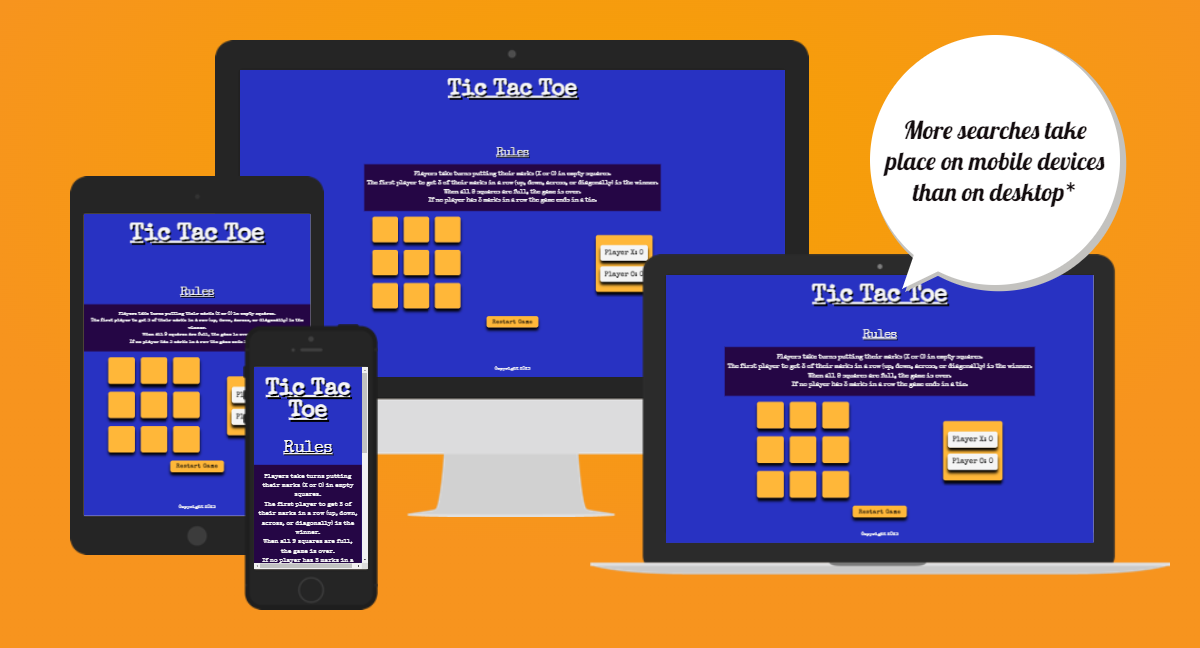 Tic Tac Toe
Rules
Players take turns putting their marks (X or O) in empty squares.
The first player to get 3 of their marks in a row (up, down, across, or diagonally) is the winner.
When all 9 squares are full, the game is over.
If no player has 3 marks in a row the game ends in a tie.
Player X: 0
Player O: 0
Restart Game
Copyright 2023
More searches take
place on mobile devices
than on desktop*
Tic Tac Toe
Rules
Players take turns putting their marks (X or O) in empty squares.
The first player to get 3 of their marks in a row (up, down, across, or diagonally) is the
winner.
When all 9 squares are full, the game is over
If no player has 3 marks in a row the game ends
Restart Game
Copyright 2023
Tic Tac
Toe
Rules
Players take turns putting
their marks (X or O) in empty
squares.
The first player to get 3 of
their marks in a row (up, down,
across, or diagonally) is the
winner.
When all 9 squares are full,
the game is over.
If no player has 3 marks in a
Tic Tac Toe
Rules
Players take turns putting their marks (X or O) in empty squares.
The first player to get 3 of their marks in a row (up, down, across, or diagonally) is the winner.
When all 9 squares are full, the game is over.
If no player has 3 marks in a row the game ends in a tie.
Player X: 0
Player O: 0
Restart Game
Copyright 2023